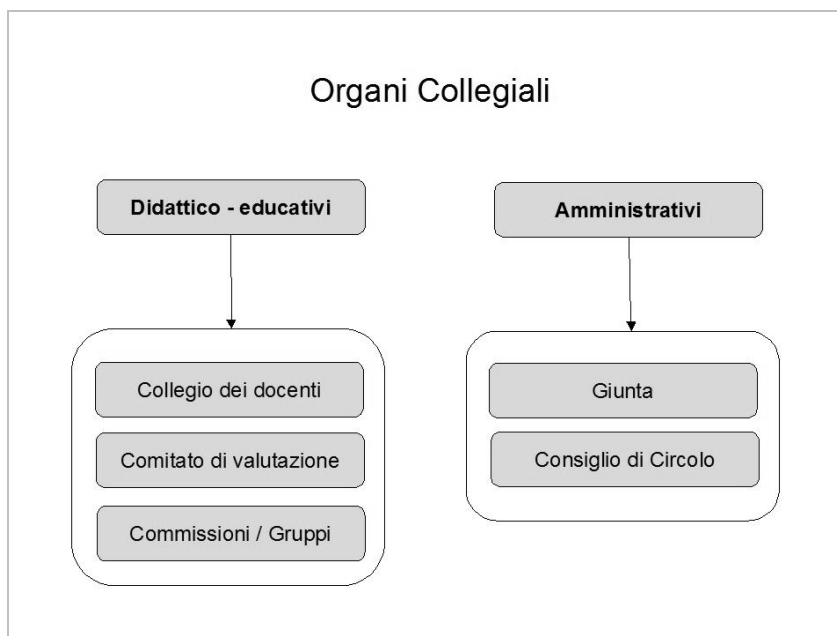 Organi Collegiali
Didattico - educativi
Collegio dei docenti
Comitato di valutazione
Commissioni / Gruppi
Amministrativi
Giunta
Consiglio di Circolo